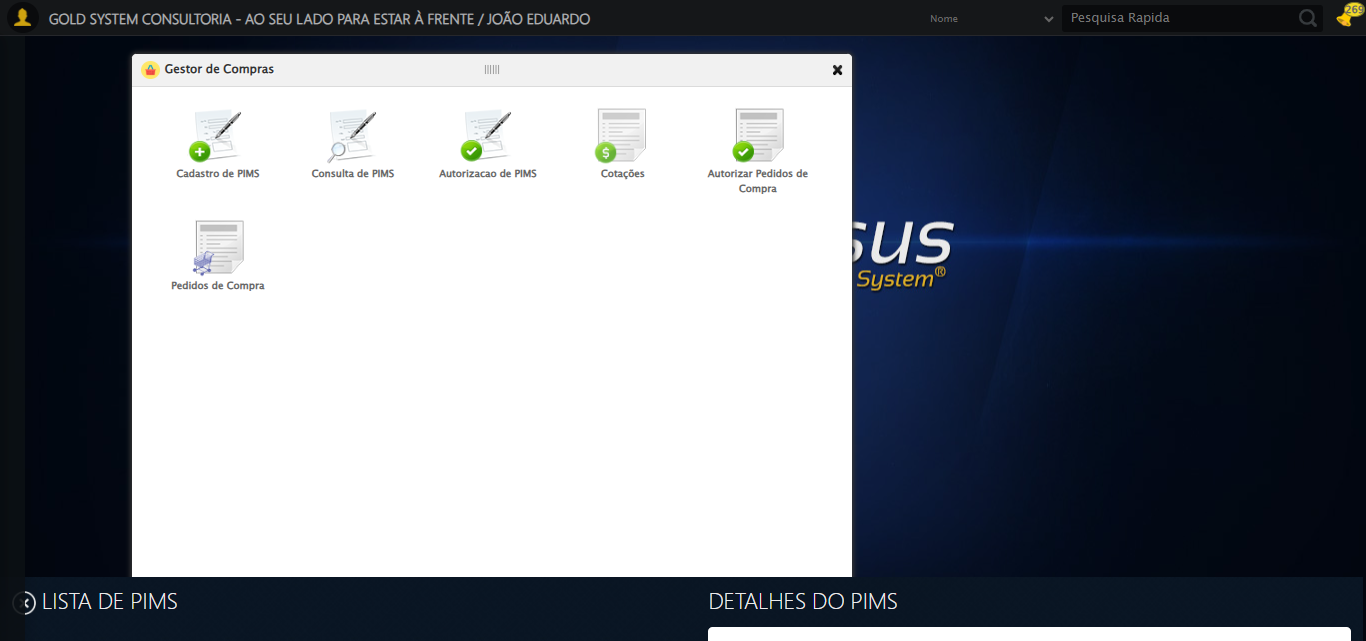 GOLD SYSTEM CONSULTORIA - AO SEU LADO PARA ESTAR À FRENTE / JOÃO EDUARDO
Nome
Pesquisa Rapida
269
Gestor de Compras
Cadastro de PIMS
Consulta de PIMS
Autorizacao de PIMS
Cotações
Autorizar Pedidos de
Compra
Pedidos de Compra
sus
System®
LISTA DE PIMS
DETALHES DO PIMS